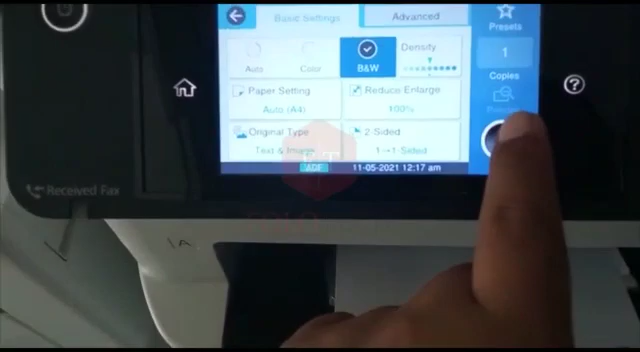 Basic Settings
Advanced
Presets
Auto
Color
B&W
Density
1
Copies
Paper Setting
Auto (A4)
Reduce Enlarge
100%
Preview
Original Type
Text & Image
2-Sided
1→1-Sided
ADF
11-05-2021 12:17 am
Received Fax
A
?